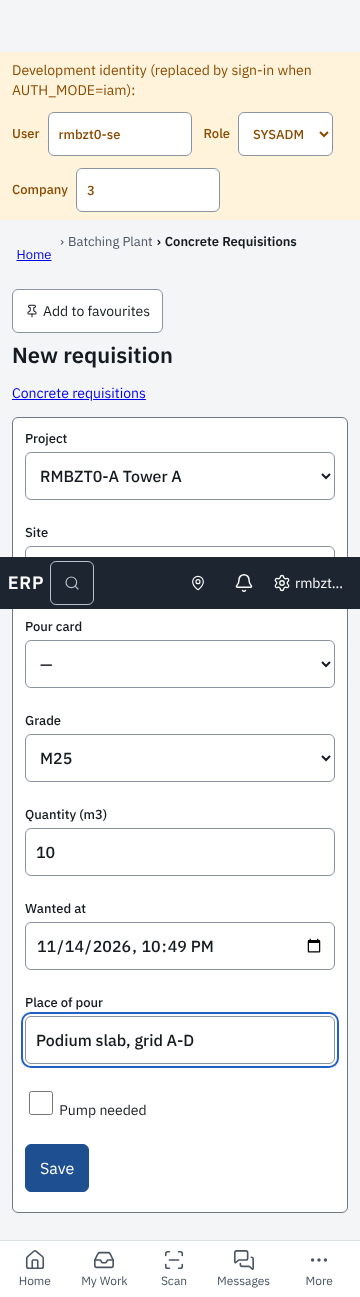 Development identity (replaced by sign-in when
AUTH_MODE=iam):
User rmbzt0-se Role SYSADM
Company 3
Home › Batching Plant › Concrete Requisitions
Add to favourites
New requisition
Concrete requisitions
Project
RMBZT0-A Tower A
Site
ERP rmbzt...
Pour card
—
Grade
M25
Quantity (m3)
10
Wanted at
11/14/2026, 10:49 PM
Place of pour
Podium slab, grid A-D
Pump needed
Save
Home My Work Scan Messages More